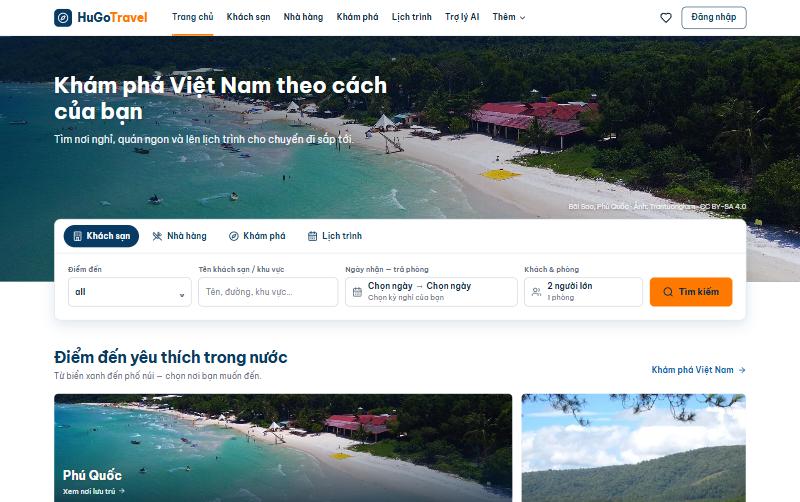 HuGoTravel
Trang chủ
Khách sạn
Nhà hàng
Khám phá
Lịch trình
Trợ lý AI
Thêm
Đăng nhập
Khám phá Việt Nam theo cách
của bạn
Tìm nơi nghỉ, quán ngon và lên lịch trình cho chuyến đi sắp tới.
Bãi Sao, Phú Quốc · Ảnh: Trantuonglam · CC BY-SA 4.0
Khách sạn
Nhà hàng
Khám phá
Lịch trình
Điểm đến
all
Tên khách sạn / khu vực
Tên, đường, khu vực…
Ngày nhận — trả phòng
Chọn ngày → Chọn ngày
Chọn kỳ nghỉ của bạn
Khách & phòng
2 người lớn
1 phòng
Tìm kiếm
Điểm đến yêu thích trong nước
Từ biển xanh đến phố núi — chọn nơi bạn muốn đến.
Khám phá Việt Nam →
Phú Quốc
Xem nơi lưu trú →